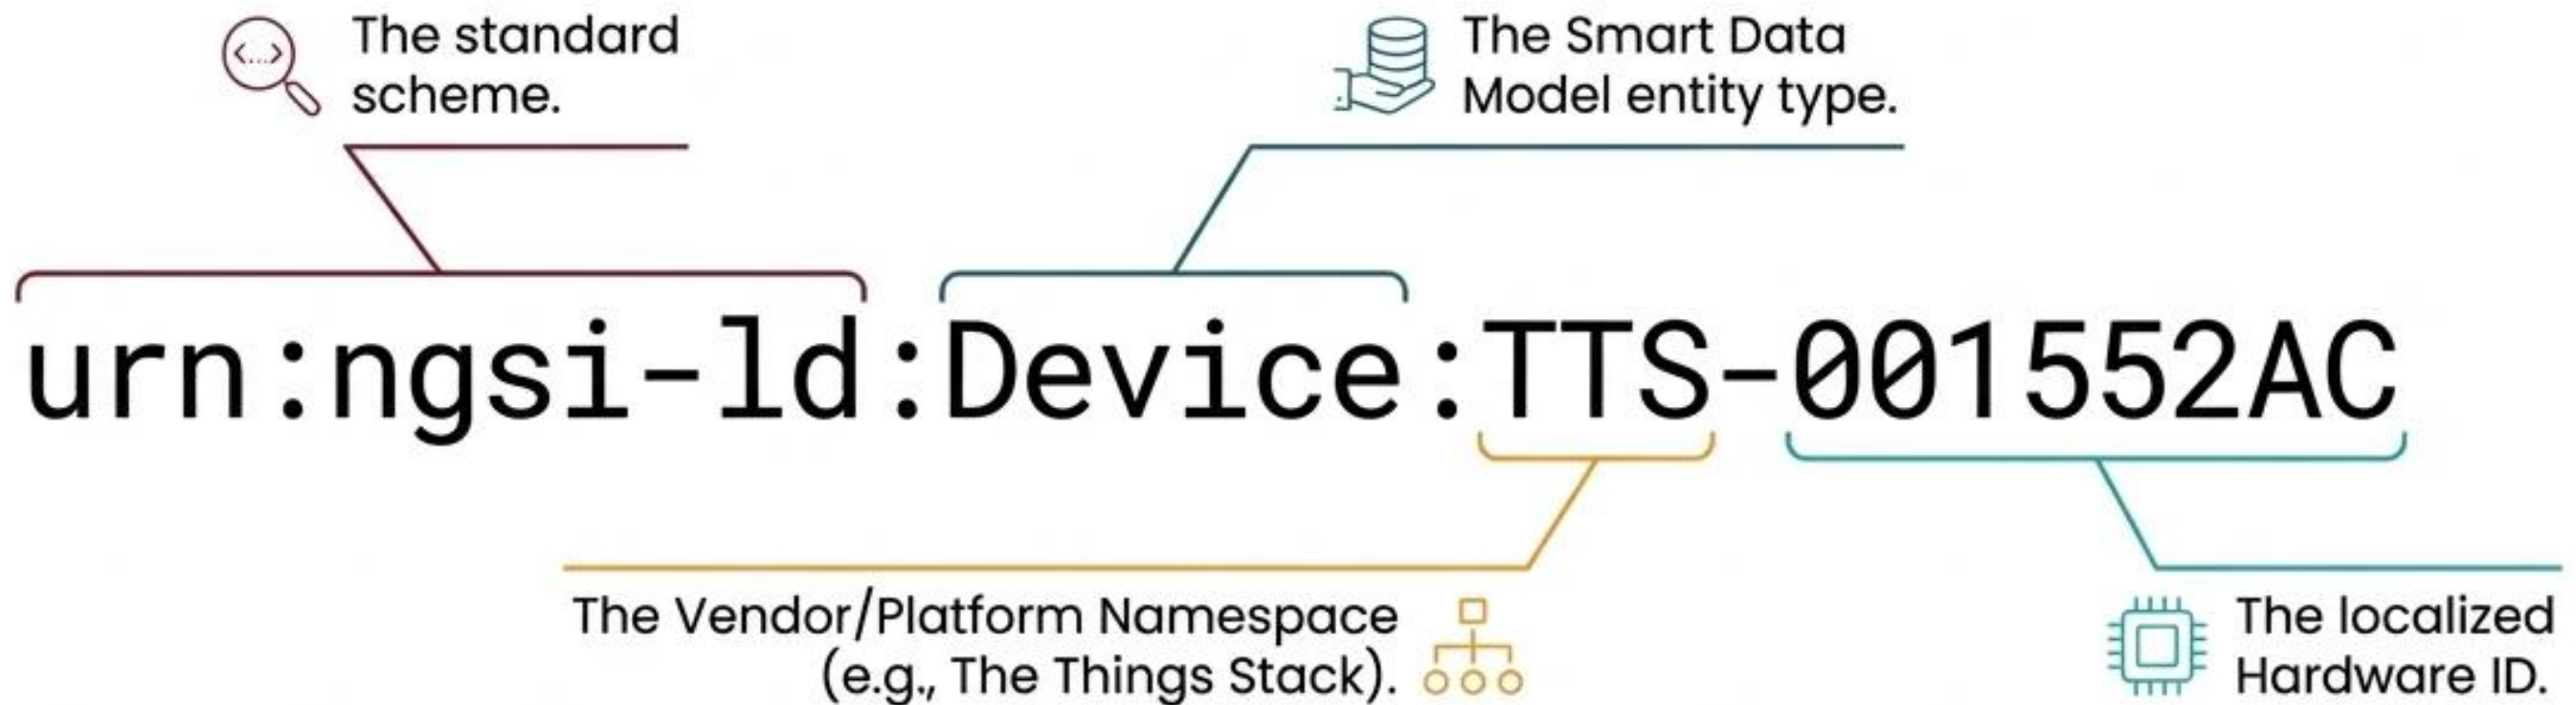 <...>
The standard
scheme.
The Smart Data
Model entity type.
urn:ngsi-ld:Device:TTS-001552AC
The Vendor/Platform Namespace
(e.g., The Things Stack).
The localized
Hardware ID.